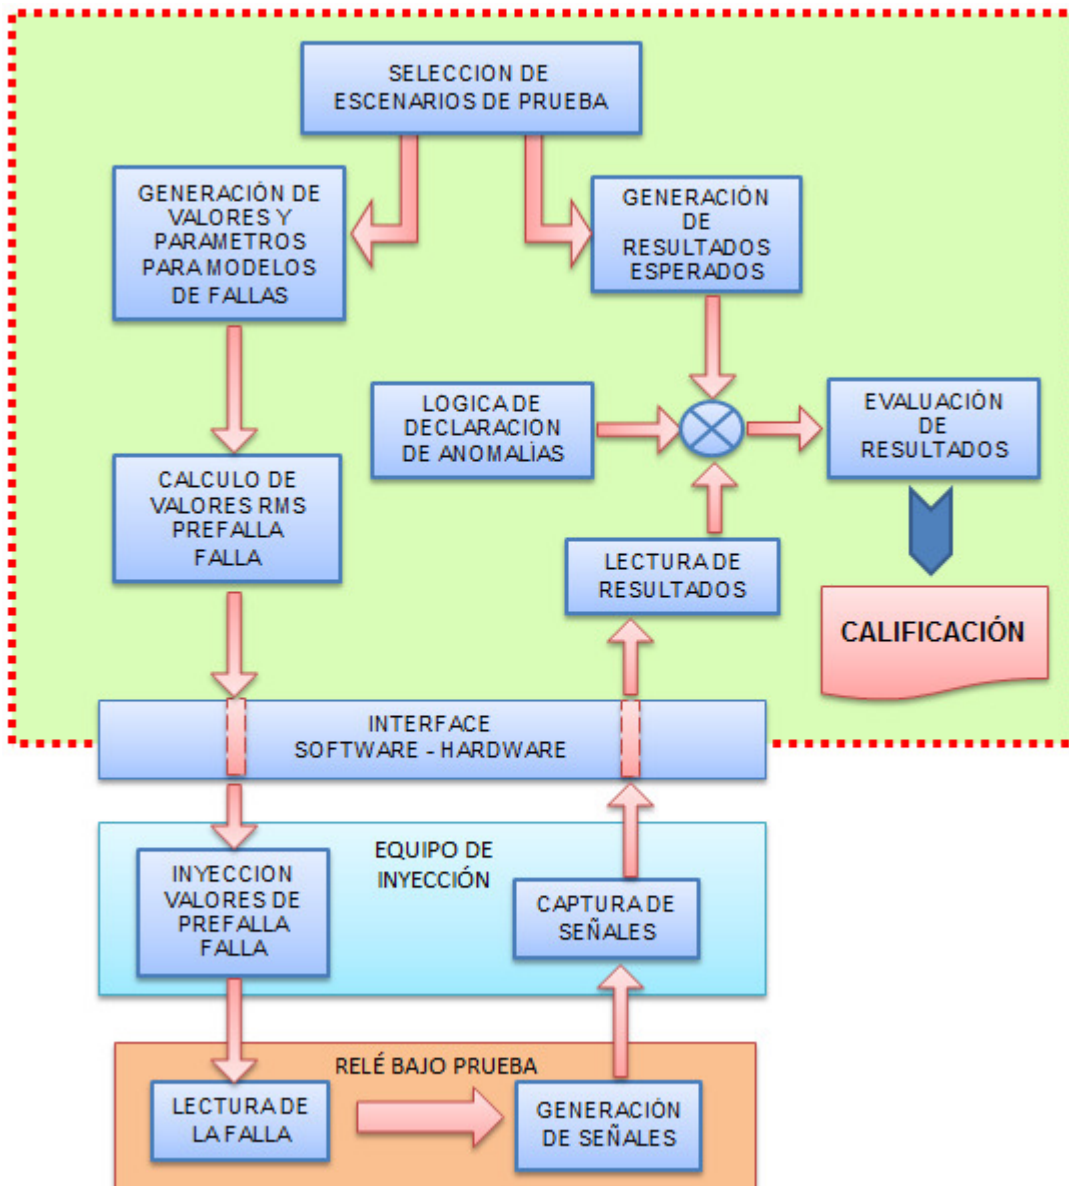 SELECCION DE
ESCENARIOS DE PRUEBA
GENERACIÓN DE
VALORES Y
PARAMETROS
PARA MODELOS
DE FALLAS
GENERACIÓN
DE
RESULTADOS
ESPERADOS
LOGICA DE
DECLARACION
DE ANOMALÍAS
EVALUACIÓN
DE
RESULTADOS
CALCULO DE
VALORES RMS
PREFALLA
FALLA
LECTURA DE
RESULTADOS
CALIFICACIÓN
INTERFACE
SOFTWARE - HARDWARE
EQUIPO DE
INYECCIÓN
INYECCION
VALORES DE
PREFALLA
FALLA
CAPTURA DE
SEÑALES
RELÉ BAJO PRUEBA
LECTURA DE
LA FALLA
GENERACIÓN
DE SEÑALES